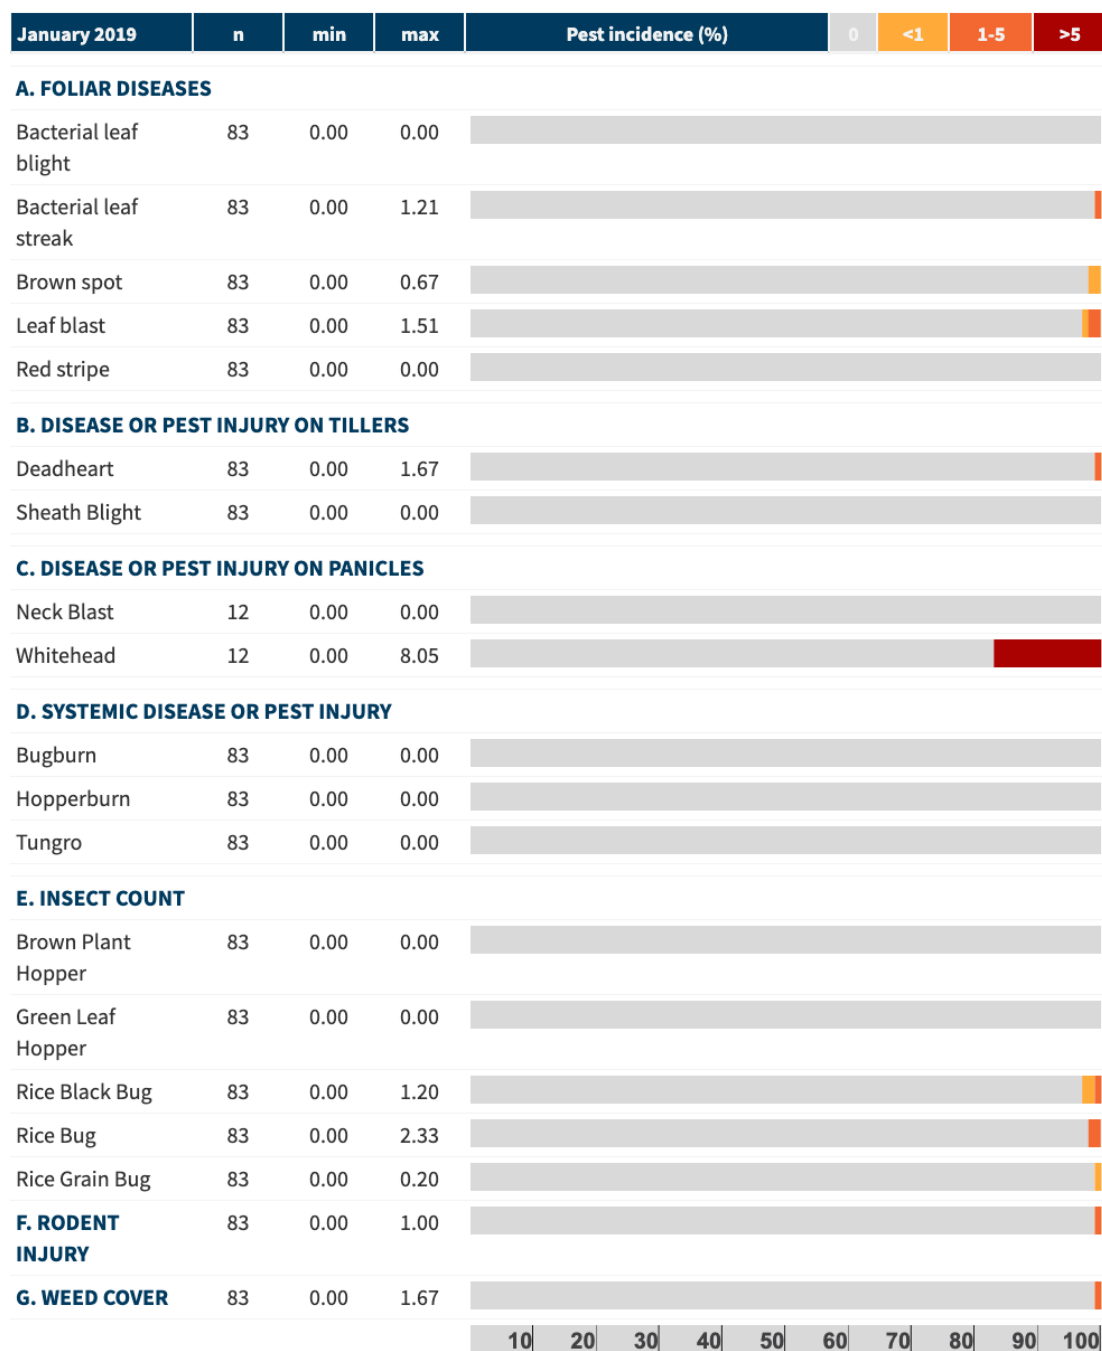 January 2019 n min max Pest incidence (%) 0 <1 1-5 >5
A. FOLIAR DISEASES
Bacterial leaf 83 0.00 0.00
blight
Bacterial leaf 83 0.00 1.21
streak
Brown spot 83 0.00 0.67
Leaf blast 83 0.00 1.51
Red stripe 83 0.00 0.00
B. DISEASE OR PEST INJURY ON TILLERS
Deadheart 83 0.00 1.67
Sheath Blight 83 0.00 0.00
C. DISEASE OR PEST INJURY ON PANICLES
Neck Blast 12 0.00 0.00
Whitehead 12 0.00 8.05
D. SYSTEMIC DISEASE OR PEST INJURY
Bugburn 83 0.00 0.00
Hopperburn 83 0.00 0.00
Tungro 83 0.00 0.00
E. INSECT COUNT
Brown Plant 83 0.00 0.00
Hopper
Green Leaf 83 0.00 0.00
Hopper
Rice Black Bug 83 0.00 1.20
Rice Bug 83 0.00 2.33
Rice Grain Bug 83 0.00 0.20
F. RODENT 83 0.00 1.00
INJURY
G. WEED COVER 83 0.00 1.67
10 20 30 40 50 60 70 80 90 100